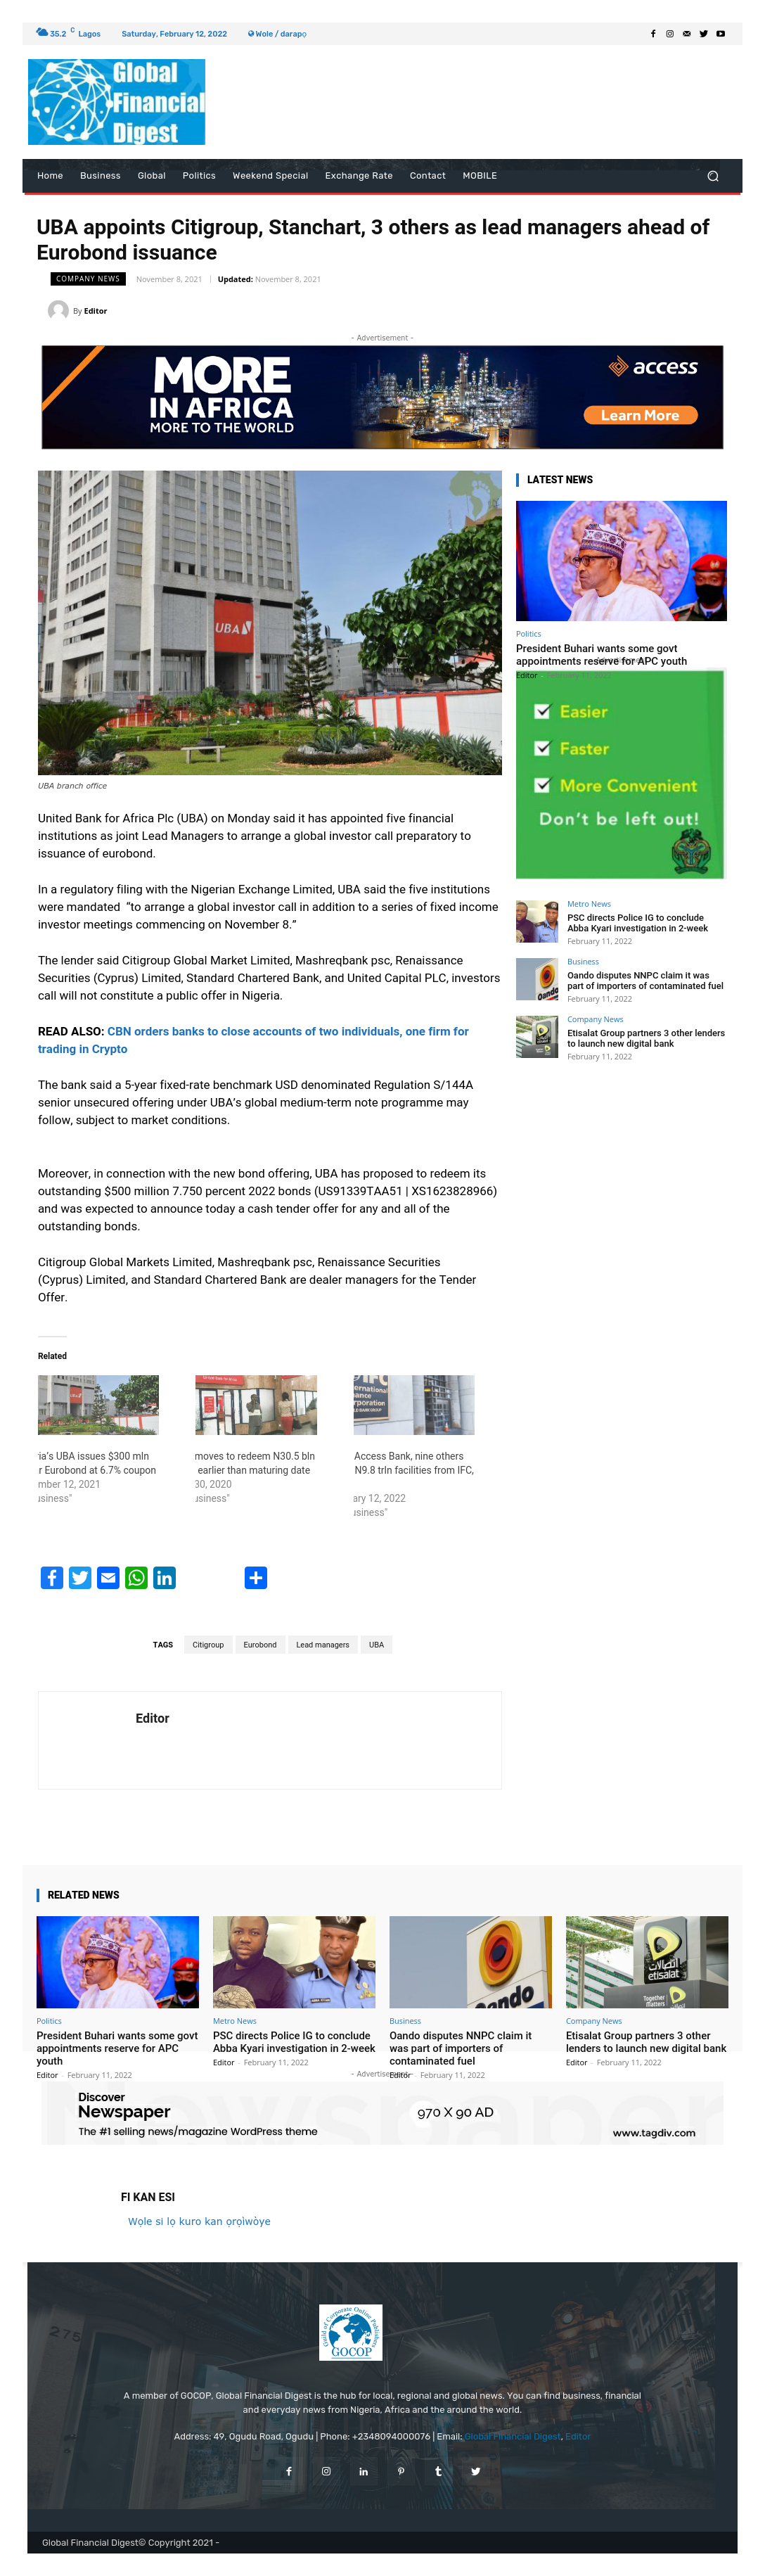 35.2 C Lagos Saturday, February 12, 2022 Wole / darapọ
Global
Financial
Digest
Home Business Global Politics Weekend Special Exchange Rate Contact MOBILE
UBA appoints Citigroup, Stanchart, 3 others as lead managers ahead of
Eurobond issuance
COMPANY NEWS November 8, 2021 Updated: November 8, 2021
By Editor
- Advertisement -
MORE
IN AFRICA
MORE TO THE WORLD
access
Learn More
UBA
UBA branch office
United Bank for Africa Plc (UBA) on Monday said it has appointed five financial
institutions as joint Lead Managers to arrange a global investor call preparatory to
issuance of eurobond.
In a regulatory filing with the Nigerian Exchange Limited, UBA said the five institutions
were mandated “to arrange a global investor call in addition to a series of fixed income
investor meetings commencing on November 8.”
The lender said Citigroup Global Market Limited, Mashreqbank psc, Renaissance
Securities (Cyprus) Limited, Standard Chartered Bank, and United Capital PLC, investors
call will not constitute a public offer in Nigeria.
READ ALSO: CBN orders banks to close accounts of two individuals, one firm for
trading in Crypto
The bank said a 5-year fixed-rate benchmark USD denominated Regulation S/144A
senior unsecured offering under UBA’s global medium-term note programme may
follow, subject to market conditions.
Moreover, in connection with the new bond offering, UBA has proposed to redeem its
outstanding $500 million 7.750 percent 2022 bonds (US91339TAA51 | XS1623828966)
and was expected to announce today a cash tender offer for any and all of the
outstanding bonds.
Citigroup Global Markets Limited, Mashreqbank psc, Renaissance Securities
(Cyprus) Limited, and Standard Chartered Bank are dealer managers for the Tender
Offer.
Related
ria’s UBA issues $300 mln
r Eurobond at 6.7% coupon
mber 12, 2021
usiness"
moves to redeem N30.5 bln
earlier than maturing date
30, 2020
usiness"
Access Bank, nine others
N9.8 trln facilities from IFC,
ary 12, 2022
usiness"
TAGS Citigroup Eurobond Lead managers UBA
Editor
LATEST NEWS
Politics
President Buhari wants some govt
appointments reserve for APC youth
Editor - February 11, 2022
Easier
Faster
More Convenient
Don't be left out!
Metro News
PSC directs Police IG to conclude
Abba Kyari investigation in 2-week
February 11, 2022
Oando
Business
Oando disputes NNPC claim it was
part of importers of contaminated fuel
February 11, 2022
Company News
Etisalat Group partners 3 other lenders
to launch new digital bank
February 11, 2022
RELATED NEWS
Politics
President Buhari wants some govt
appointments reserve for APC
youth
Editor - February 11, 2022
Metro News
PSC directs Police IG to conclude
Abba Kyari investigation in 2-week
Editor - February 11, 2022
Oando
Business
Oando disputes NNPC claim it
was part of importers of
contaminated fuel
Editor February 11, 2022
اتصالات
etisalat
Together
Matters
Company News
Etisalat Group partners 3 other
lenders to launch new digital bank
Editor - February 11, 2022
- Advertisement -
Discover
Newspaper
The #1 selling news/magazine WordPress theme
970 X 90 AD
www.tagdiv.com
FI KAN ESI
Wọle si lọ kuro kan ọrọìwòye
Guild of Corporate Online Publishers
GOCOP
A member of GOCOP, Global Financial Digest is the hub for local, regional and global news. You can find business, financial
and everyday news from Nigeria, Africa and the around the world.
Address: 49, Ogudu Road, Ogudu | Phone: +2348094000076 | Email: Global Financial Digest, Editor
Global Financial Digest© Copyright 2021 -